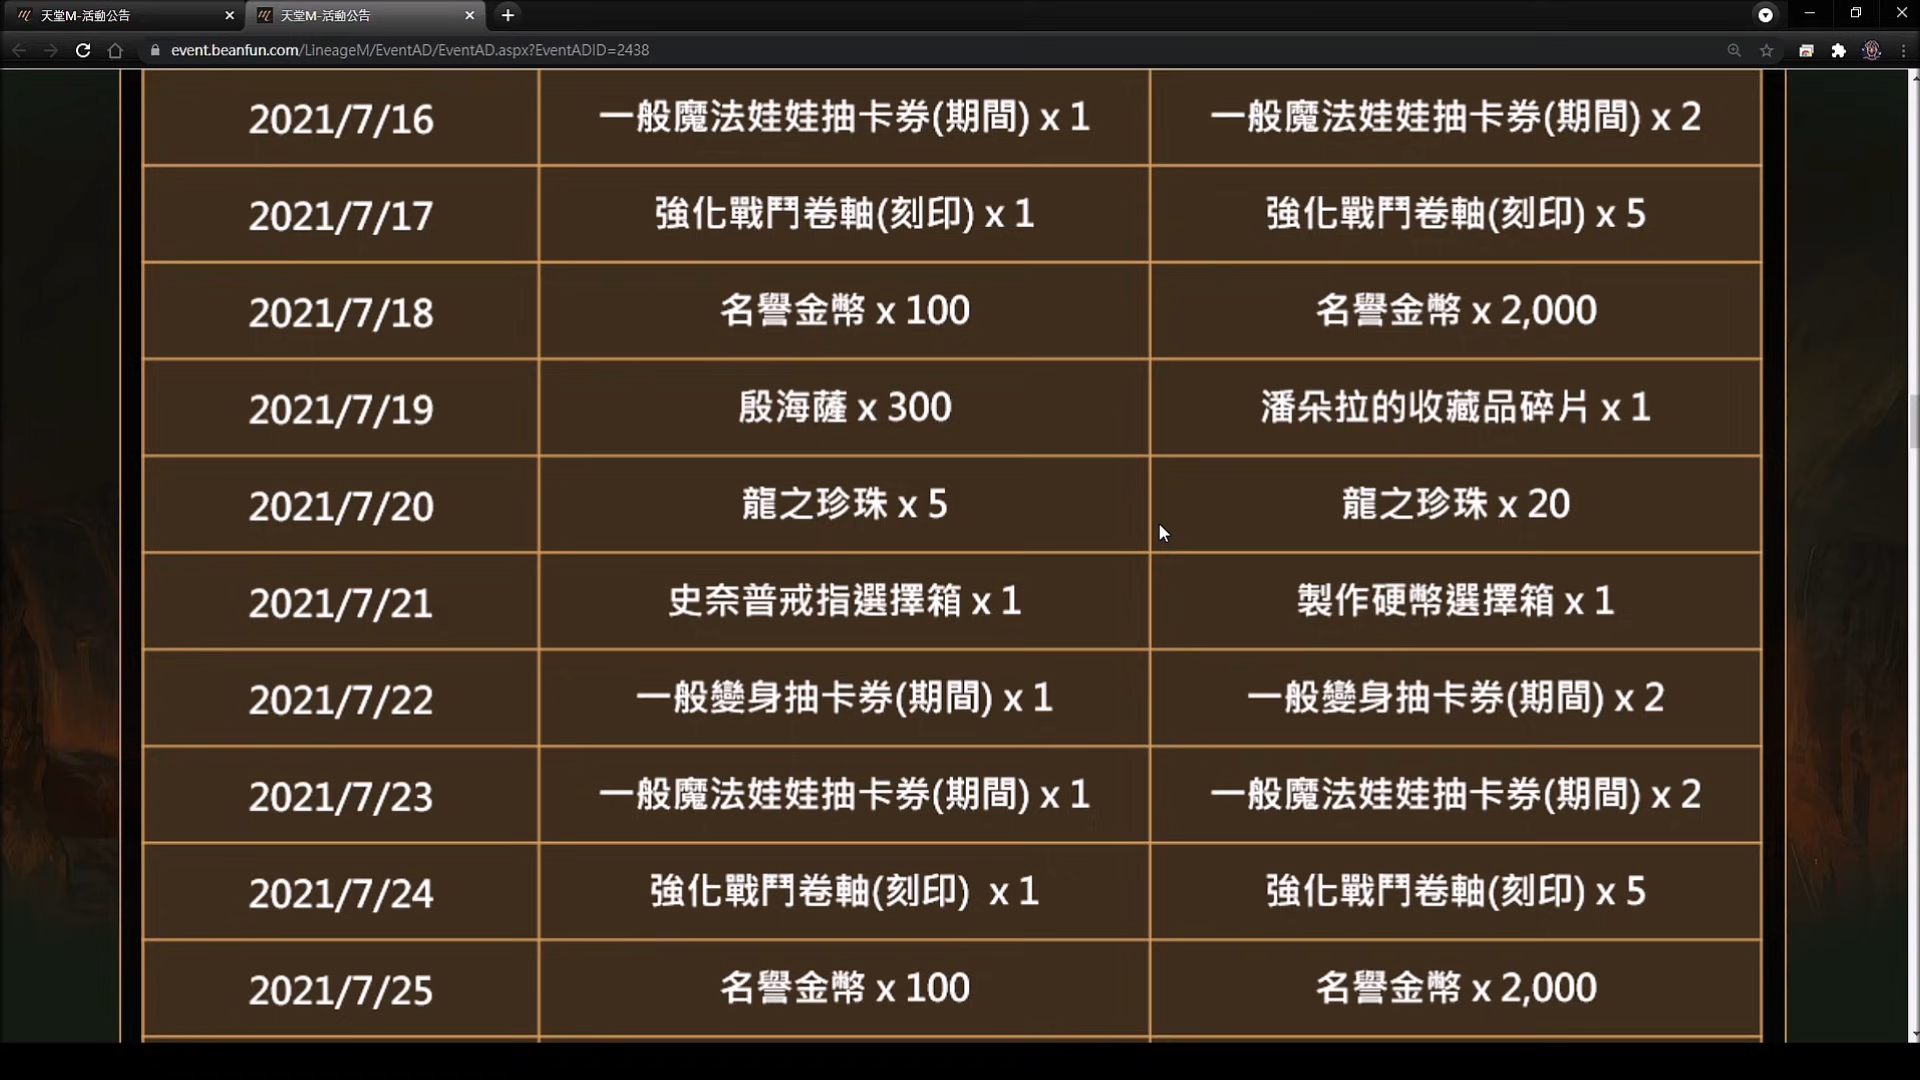 天堂M-活動公告
天堂M-活動公告
event.beanfun.com/LineageM/EventAD/EventAD.aspx?EventADID=2438
2021/7/16 一般魔法娃娃抽卡券(期間) x 1 一般魔法娃娃抽卡券(期間) x 2
2021/7/17 強化戰鬥卷軸(刻印) x 1 強化戰鬥卷軸(刻印) x 5
2021/7/18 名譽金幣 x 100 名譽金幣 x 2,000
2021/7/19 殷海薩 x 300 潘朵拉的收藏品碎片 x 1
2021/7/20 龍之珍珠 x 5 龍之珍珠 x 20
2021/7/21 史奈普戒指選擇箱 x 1 製作硬幣選擇箱 x 1
2021/7/22 一般變身抽卡券(期間) x 1 一般變身抽卡券(期間) x 2
2021/7/23 一般魔法娃娃抽卡券(期間) x 1 一般魔法娃娃抽卡券(期間) x 2
2021/7/24 強化戰鬥卷軸(刻印) x 1 強化戰鬥卷軸(刻印) x 5
2021/7/25 名譽金幣 x 100 名譽金幣 x 2,000